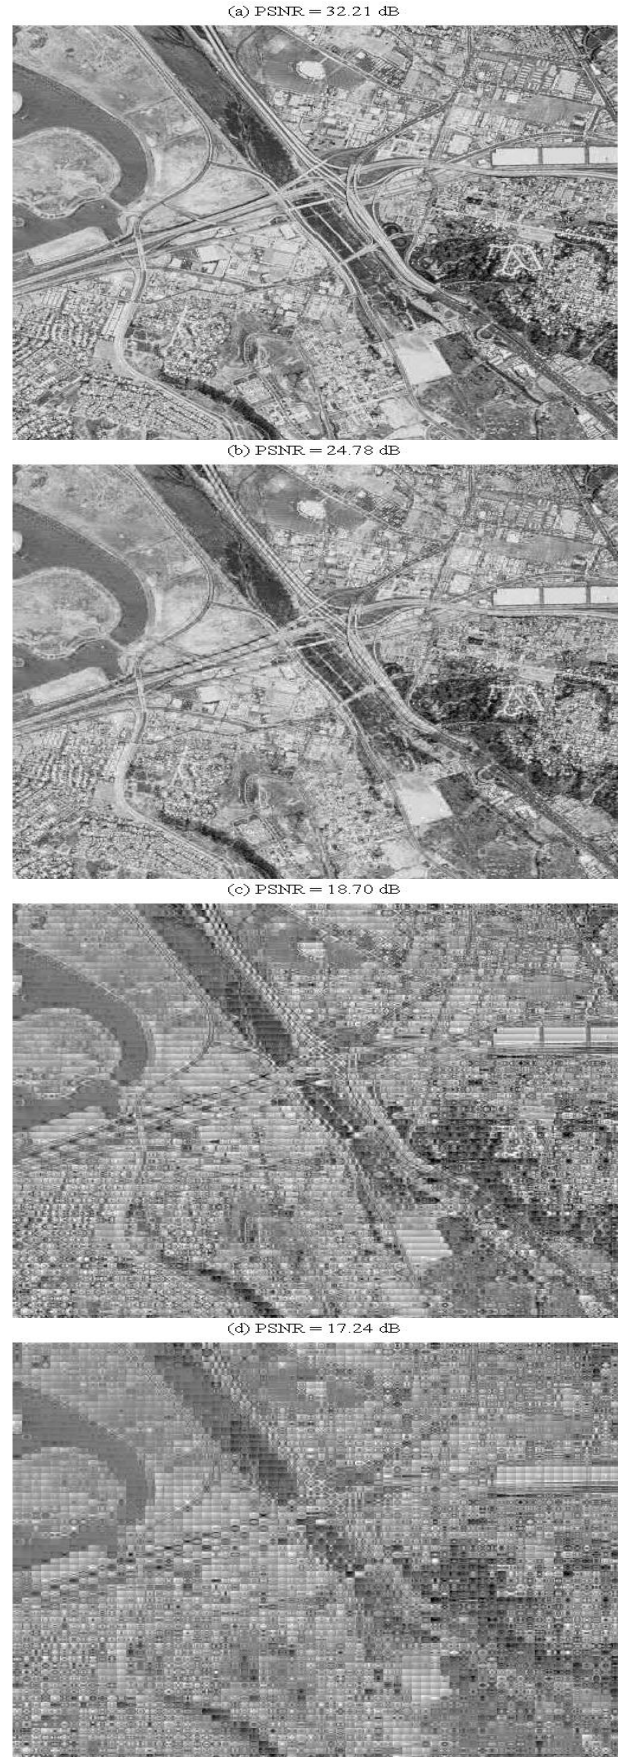 (a) PSNR = 32.21 dB
(b) PSNR = 24.78 dB
(c) PSNR = 18.70 dB
(d) PSNR = 17.24 dB